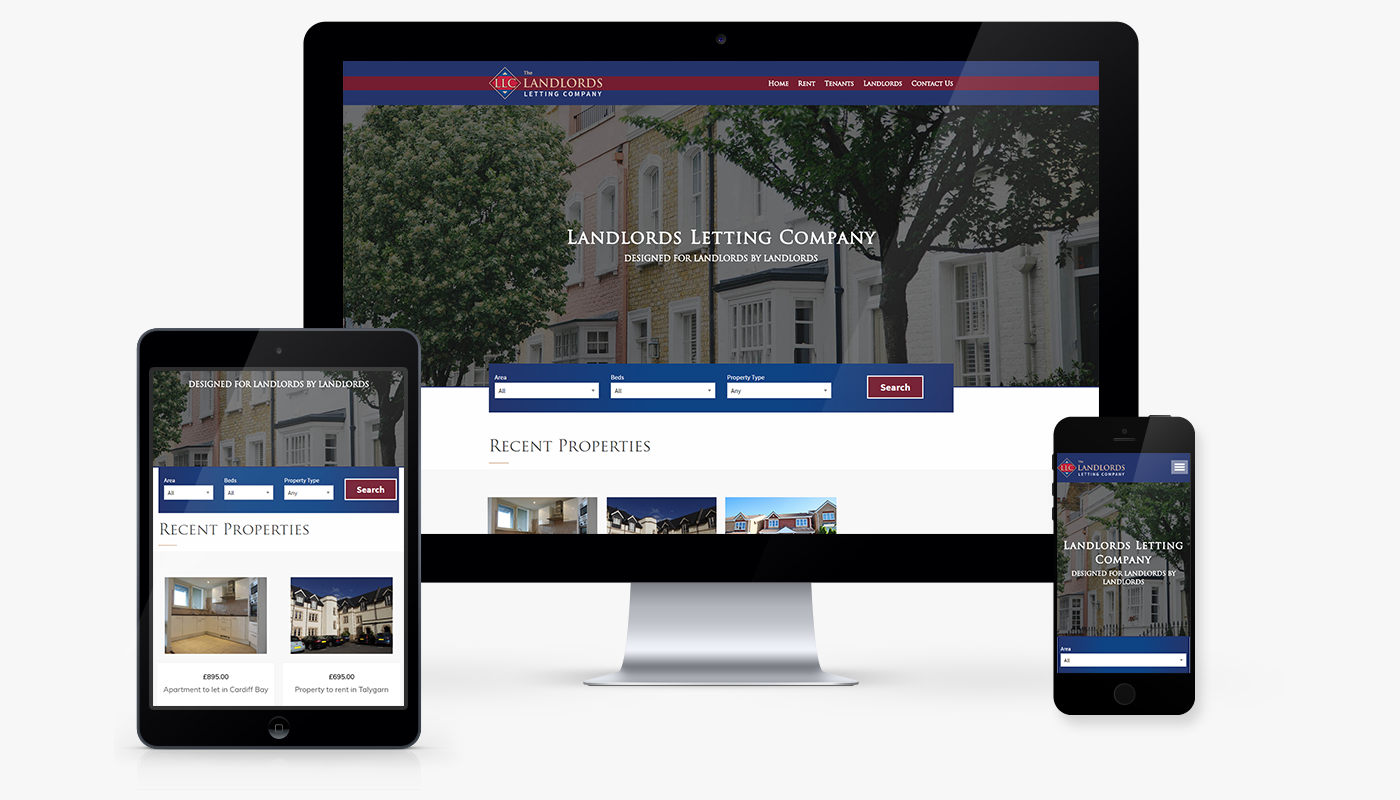 The
LLC LANDLORDS
LETTING COMPANY
Home Rent Tenants Landlords Contact Us
Landlords Letting Company
DESIGNED FOR LANDLORDS BY LANDLORDS
Area Beds Property Type
All All Any Search
Recent Properties
DESIGNED FOR LANDLORDS BY LANDLORDS
Area Beds Property Type
All All Any Search
Recent Properties
£895.00
Apartment to let in Cardiff Bay
£695.00
Property to rent in Talygarn
The
LLC LANDLORDS
LETTING COMPANY
Landlords Letting
Company
DESIGNED FOR LANDLORDS BY
LANDLORDS
Area
All